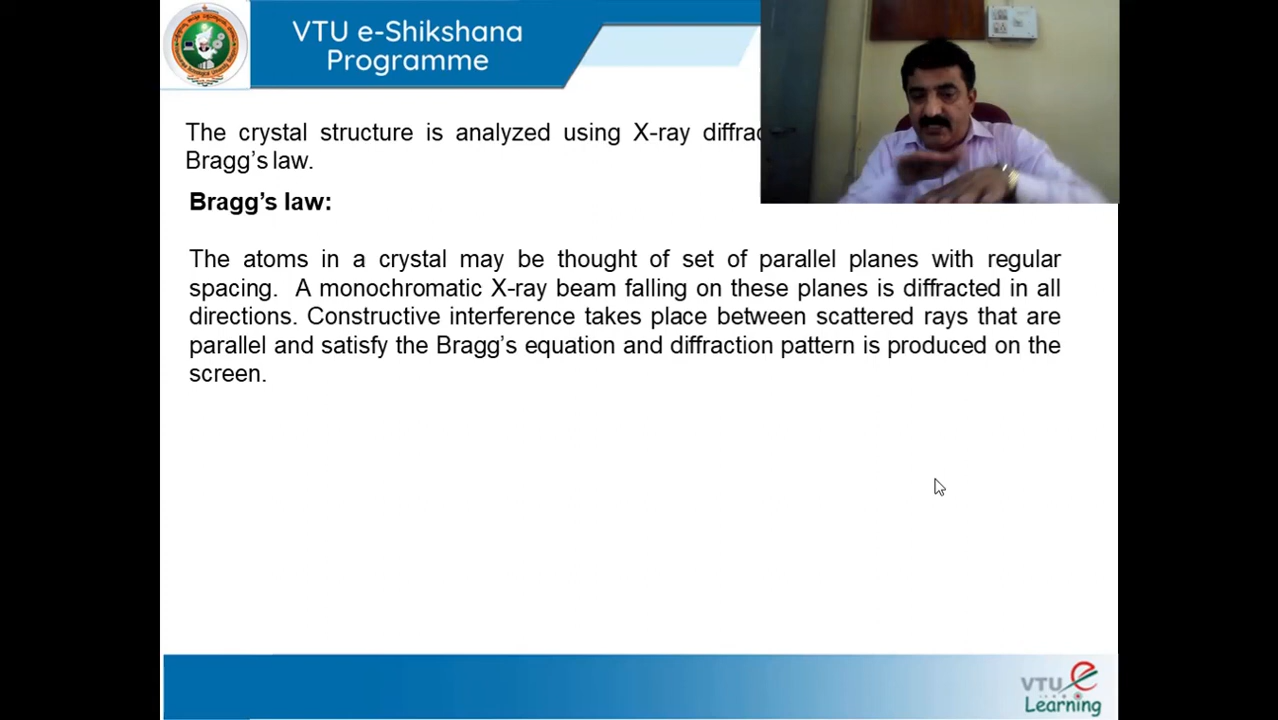 VTU e-Shikshana
Programme
The crystal structure is analyzed using X-ray
Bragg's law.
Bragg's law:
The atoms in a crystal may be thought of set of parallel planes with regular
spacing. A monochromatic X-ray beam falling on these planes is diffracted in all
directions. Constructive interference takes place between scattered rays that are
parallel and satisfy the Bragg's equation and diffraction pattern is produced on the
screen.
VTU e
Learning